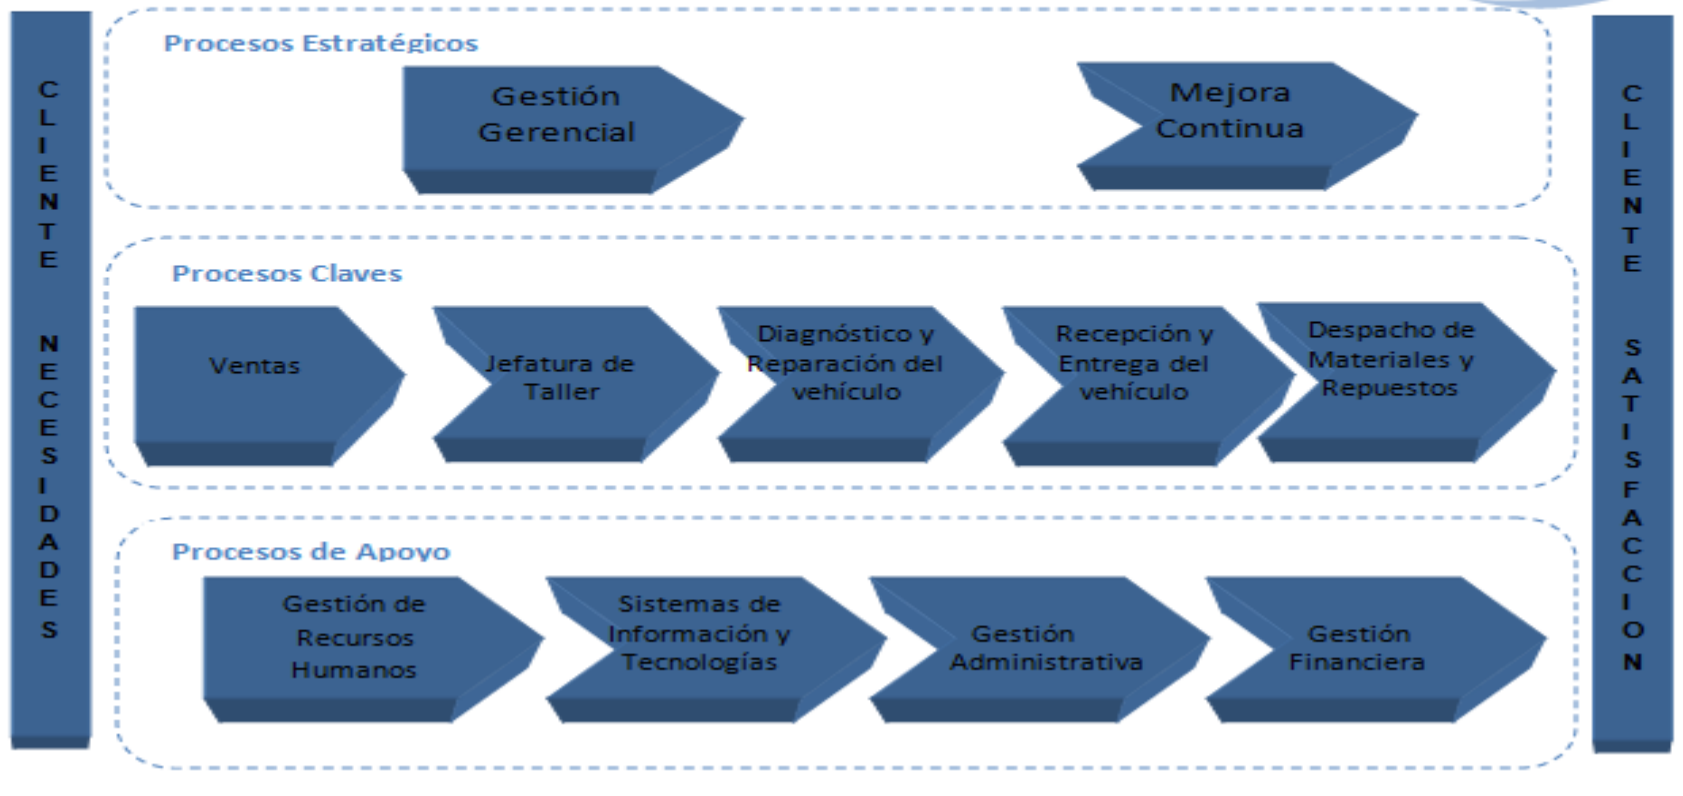 CLIENTE NECESIDADES
Procesos Estratégicos
Gestión
Gerencial
Mejora
Continua
Procesos Claves
Ventas
Jefatura de
Taller
Diagnóstico y
Reparación del
vehículo
Recepción y
Entrega del
vehículo
Despacho de
Materiales y
Repuestos
Procesos de Apoyo
Gestión de
Recursos
Humanos
Sistemas de
Información y
Tecnologías
Gestión
Administrativa
Gestión
Financiera
CLIENTE SATISFACCION